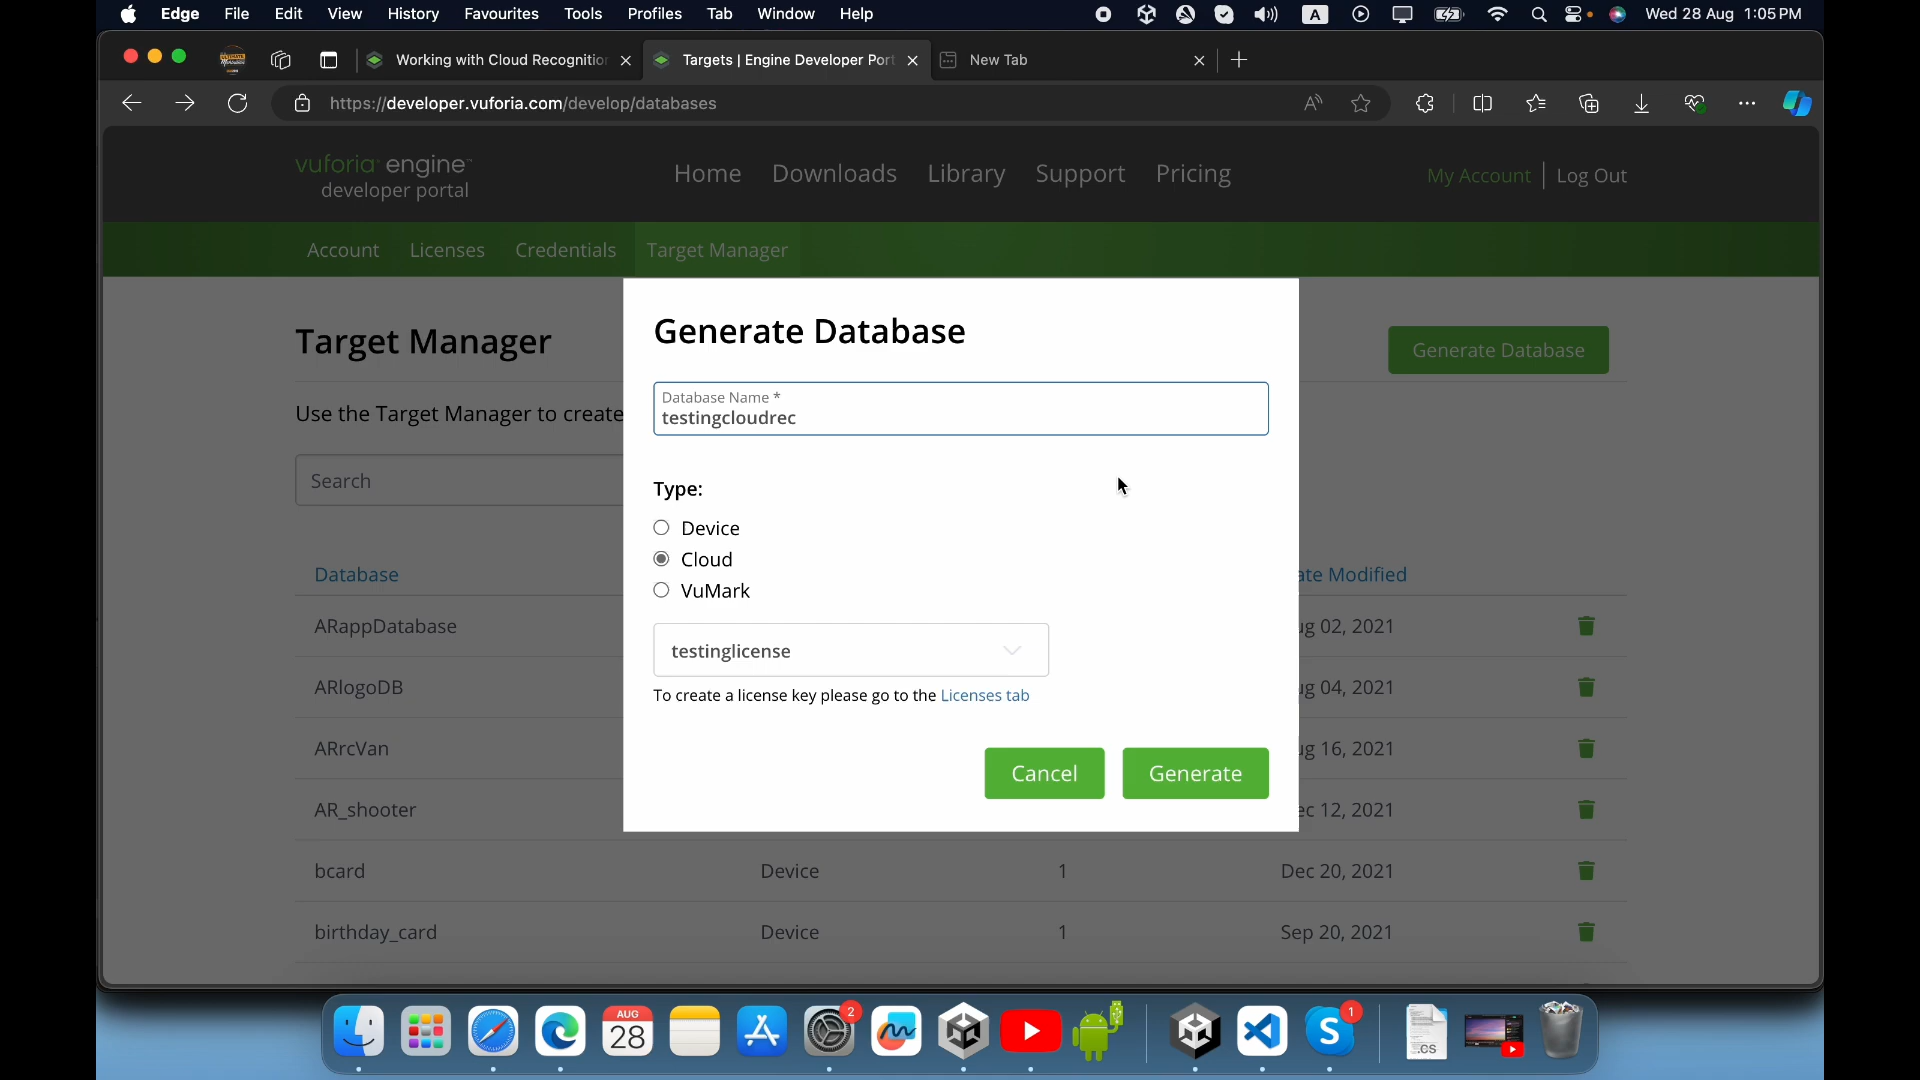 Edge File Edit View History Favourites Tools Profiles Tab Window Help A Wed 28 Aug 1:05 PM
Working with Cloud Recognitio
Targets | Engine Developer Port
New Tab
https://developer.vuforia.com/develop/databases
vuforia engine™
developer portal
Home Downloads Library Support Pricing
My Account Log Out
Account Licenses Credentials Target Manager
Target Manager
Generate Database
Use the Target Manager to create
Search
Database
ate Modified
ARappDatabase
ug 02, 2021
ARlogoDB
ug 04, 2021
ARrcVan
ug 16, 2021
AR_shooter
ec 12, 2021
bcard Device 1 Dec 20, 2021
birthday_card Device 1 Sep 20, 2021
Generate Database
Database Name *
testingcloudrec
Type:
Device
Cloud
VuMark
testinglicense
To create a license key please go to the Licenses tab
Cancel Generate
AUG
28
2
S
1
.CS